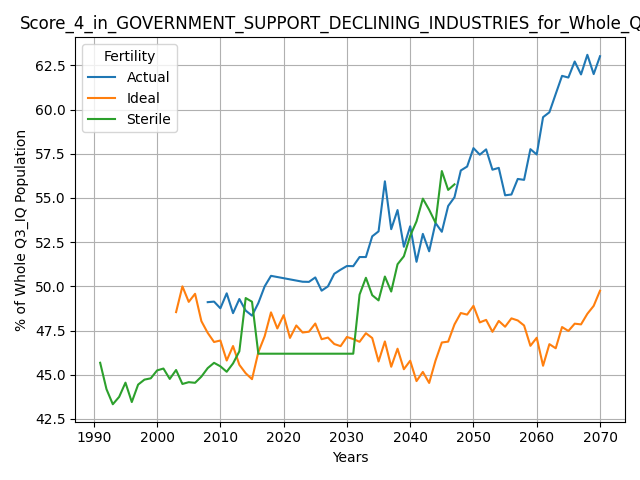 Score_4_in_GOVERNMENT_SUPPORT_DECLINING_INDUSTRIES_for_Whole_Q
Fertility
Actual
Ideal
Sterile
% of Whole Q3_IQ Population
62.5
60.0
57.5
55.0
52.5
50.0
47.5
45.0
42.5
1990 2000 2010 2020 2030 2040 2050 2060 2070
Years